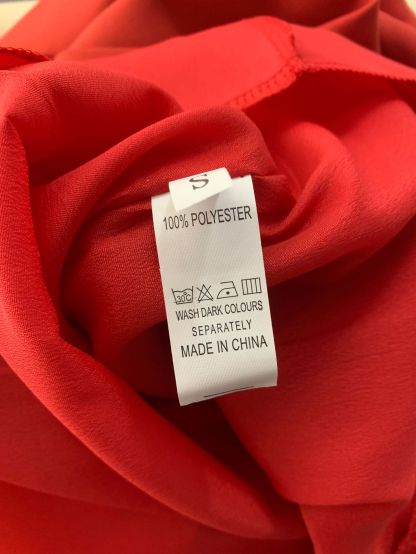 S
100% POLYESTER
30°C
WASH DARK COLOURS
SEPARATELY
MADE IN CHINA